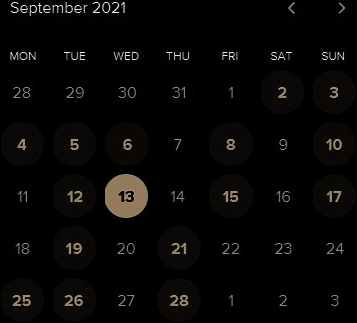 September 2021 < >
MON TUE WED THU FRI SAT SUN
28 29 30 31 1 2 3
4 5 6 7 8 9 10
11 12 13 14 15 16 17
18 19 20 21 22 23 24
25 26 27 28 1 2 3